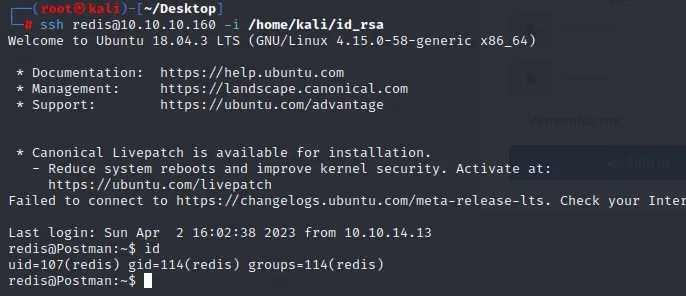 ┌──(root㉿kali)-[~/Desktop]
└─# ssh redis@10.10.10.160 -i /home/kali/id_rsa
Welcome to Ubuntu 18.04.3 LTS (GNU/Linux 4.15.0-58-generic x86_64)
* Documentation:  https://help.ubuntu.com
* Management:     https://landscape.canonical.com
* Support:        https://ubuntu.com/advantage
* Canonical Livepatch is available for installation.
- Reduce system reboots and improve kernel security. Activate at:
https://ubuntu.com/livepatch
Failed to connect to https://changelogs.ubuntu.com/meta-release-lts. Check your Inter
Last login: Sun Apr  2 16:02:38 2023 from 10.10.14.13
redis@Postman:~$ id
uid=107(redis) gid=114(redis) groups=114(redis)
redis@Postman:~$
Remember me